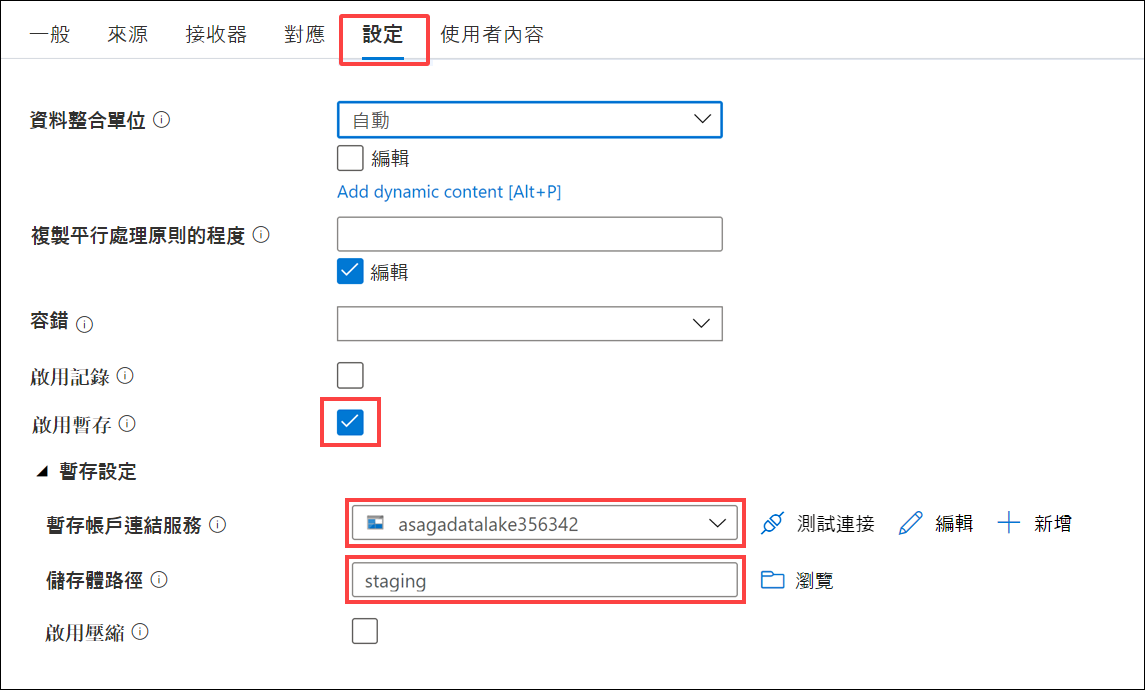 一般 來源 接收器 對應 設定 使用者內容
資料整合單位 自動
編輯
Add dynamic content [Alt+P]
複製平行處理原則的程度
編輯
容錯
啟用記錄
啟用暫存
暫存設定
暫存帳戶連結服務 asagadatalake356342 測試連接 編輯 新增
儲存體路徑 staging 瀏覽
啟用壓縮